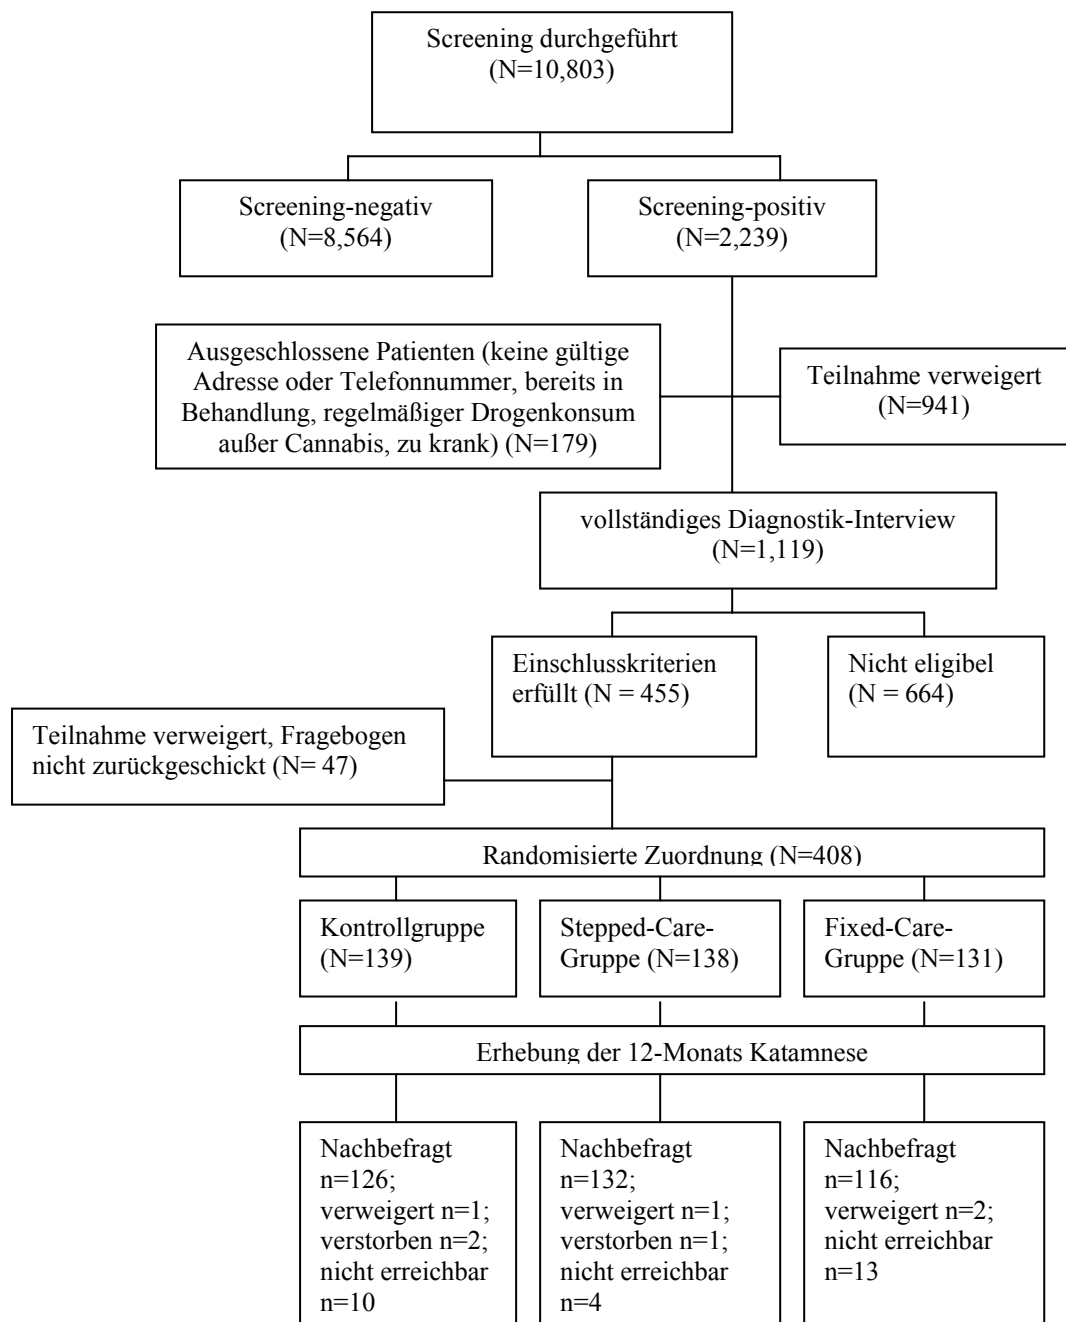 Screening durchgeführt
(N=10,803)
Screening-negativ
(N=8,564)
Screening-positiv
(N=2,239)
Ausgeschlossene Patienten (keine gültige
Adresse oder Telefonnummer, bereits in
Behandlung, regelmäßiger Drogenkonsum
außer Cannabis, zu krank) (N=179)
Teilnahme verweigert
(N=941)
vollständiges Diagnostik-Interview
(N=1,119)
Einschlusskriterien
erfüllt (N = 455)
Nicht eligibel
(N = 664)
Teilnahme verweigert, Fragebogen
nicht zurückgeschickt (N= 47)
Randomisierte Zuordnung (N=408)
Kontrollgruppe
(N=139)
Stepped-Care-
Gruppe (N=138)
Fixed-Care-
Gruppe (N=131)
Erhebung der 12-Monats Katamnese
Nachbefragt
n=126;
verweigert n=1;
verstorben n=2;
nicht erreichbar
n=10
Nachbefragt
n=132;
verweigert n=1;
verstorben n=1;
nicht erreichbar
n=4
Nachbefragt
n=116;
verweigert n=2;
nicht erreichbar
n=13